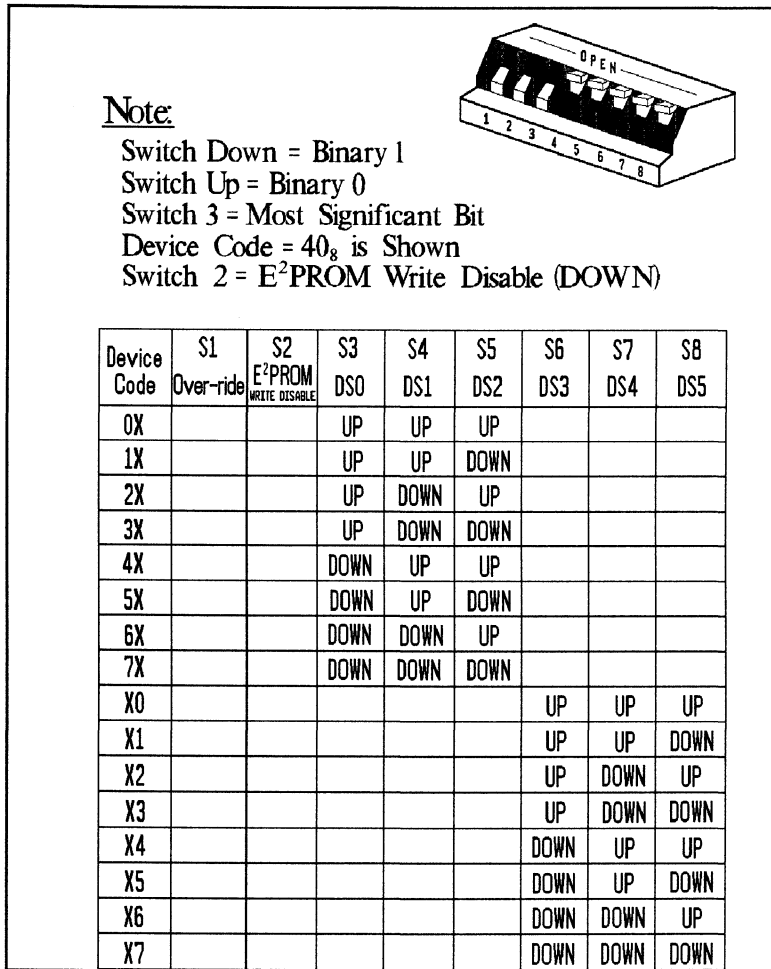 OPEN
1 2 3 4 5 6 7 8
Note:
Switch Down = Binary 1
Switch Up = Binary 0
Switch 3 = Most Significant Bit
Device Code = 40₈ is Shown
Switch 2 = E²PROM Write Disable (DOWN)
Device Code S1 Over-ride S2 E²PROM WRITE DISABLE S3 DS0 S4 DS1 S5 DS2 S6 DS3 S7 DS4 S8 DS5
0X UP UP UP
1X UP UP DOWN
2X UP DOWN UP
3X UP DOWN DOWN
4X DOWN UP UP
5X DOWN UP DOWN
6X DOWN DOWN UP
7X DOWN DOWN DOWN
X0 UP UP UP
X1 UP UP DOWN
X2 UP DOWN UP
X3 UP DOWN DOWN
X4 DOWN UP UP
X5 DOWN UP DOWN
X6 DOWN DOWN UP
X7 DOWN DOWN DOWN